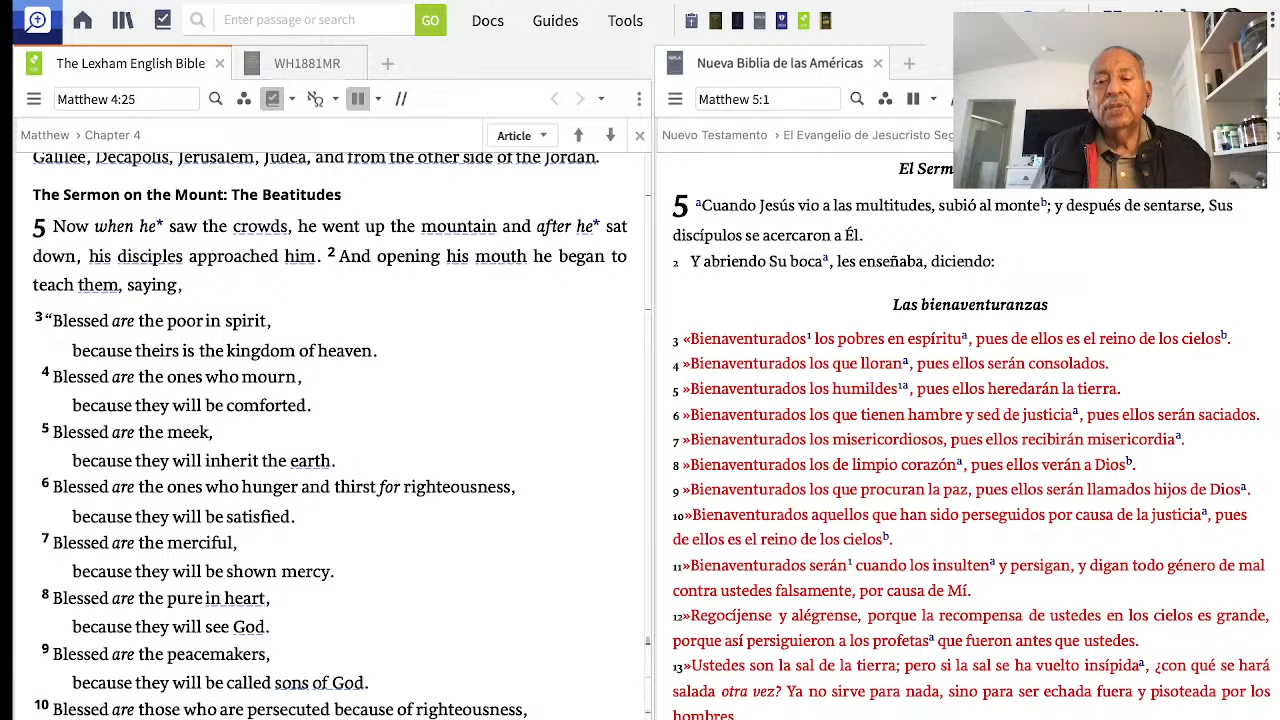 Enter passage or search
GO
Docs
Guides
Tools
The Lexham English Bible
WH1881MR
Matthew 4:25
Matthew > Chapter 4
Article
Galilee, Decapolis, Jerusalem, Judea, and from the other side of the Jordan.
The Sermon on the Mount: The Beatitudes
5 Now when he* saw the crowds, he went up the mountain and after he* sat
down, his disciples approached him. 2 And opening his mouth he began to
teach them, saying,
3 “Blessed are the poor in spirit,
because theirs is the kingdom of heaven.
4 Blessed are the ones who mourn,
because they will be comforted.
5 Blessed are the meek,
because they will inherit the earth.
6 Blessed are the ones who hunger and thirst for righteousness,
because they will be satisfied.
7 Blessed are the merciful,
because they will be shown mercy.
8 Blessed are the pure in heart,
because they will see God.
9 Blessed are the peacemakers,
because they will be called sons of God.
10 Blessed are those who are persecuted because of righteousness,
Nueva Biblia de las Américas
Matthew 5:1
Nuevo Testamento > El Evangelio de Jesucristo Seg
El Serm
5 aCuando Jesús vio a las multitudes, subió al monteb; y después de sentarse, Sus
discípulos se acercaron a Él.
2 Y abriendo Su bocaa, les enseñaba, diciendo:
Las bienaventuranzas
3 »Bienaventurados1 los pobres en espíritua, pues de ellos es el reino de los cielosb.
4 »Bienaventurados los que llorana, pues ellos serán consolados.
5 »Bienaventurados los humildes1a, pues ellos heredarán la tierra.
6 »Bienaventurados los que tienen hambre y sed de justiciaa, pues ellos serán saciados.
7 »Bienaventurados los misericordiosos, pues ellos recibirán misericordiaa.
8 »Bienaventurados los de limpio corazóna, pues ellos verán a Diosb.
9 »Bienaventurados los que procuran la paz, pues ellos serán llamados hijos de Diosa.
10 »Bienaventurados aquellos que han sido perseguidos por causa de la justiciaa, pues
de ellos es el reino de los cielosb.
11 »Bienaventurados serán1 cuando los insultena y persigan, y digan todo género de mal
contra ustedes falsamente, por causa de Mí.
12 »Regocíjense y alégrense, porque la recompensa de ustedes en los cielos es grande,
porque así persiguieron a los profetasa que fueron antes que ustedes.
13 »Ustedes son la sal de la tierra; pero si la sal se ha vuelto insípidaa, ¿con qué se hará
salada otra vez? Ya no sirve para nada, sino para ser echada fuera y pisoteada por los
hombres